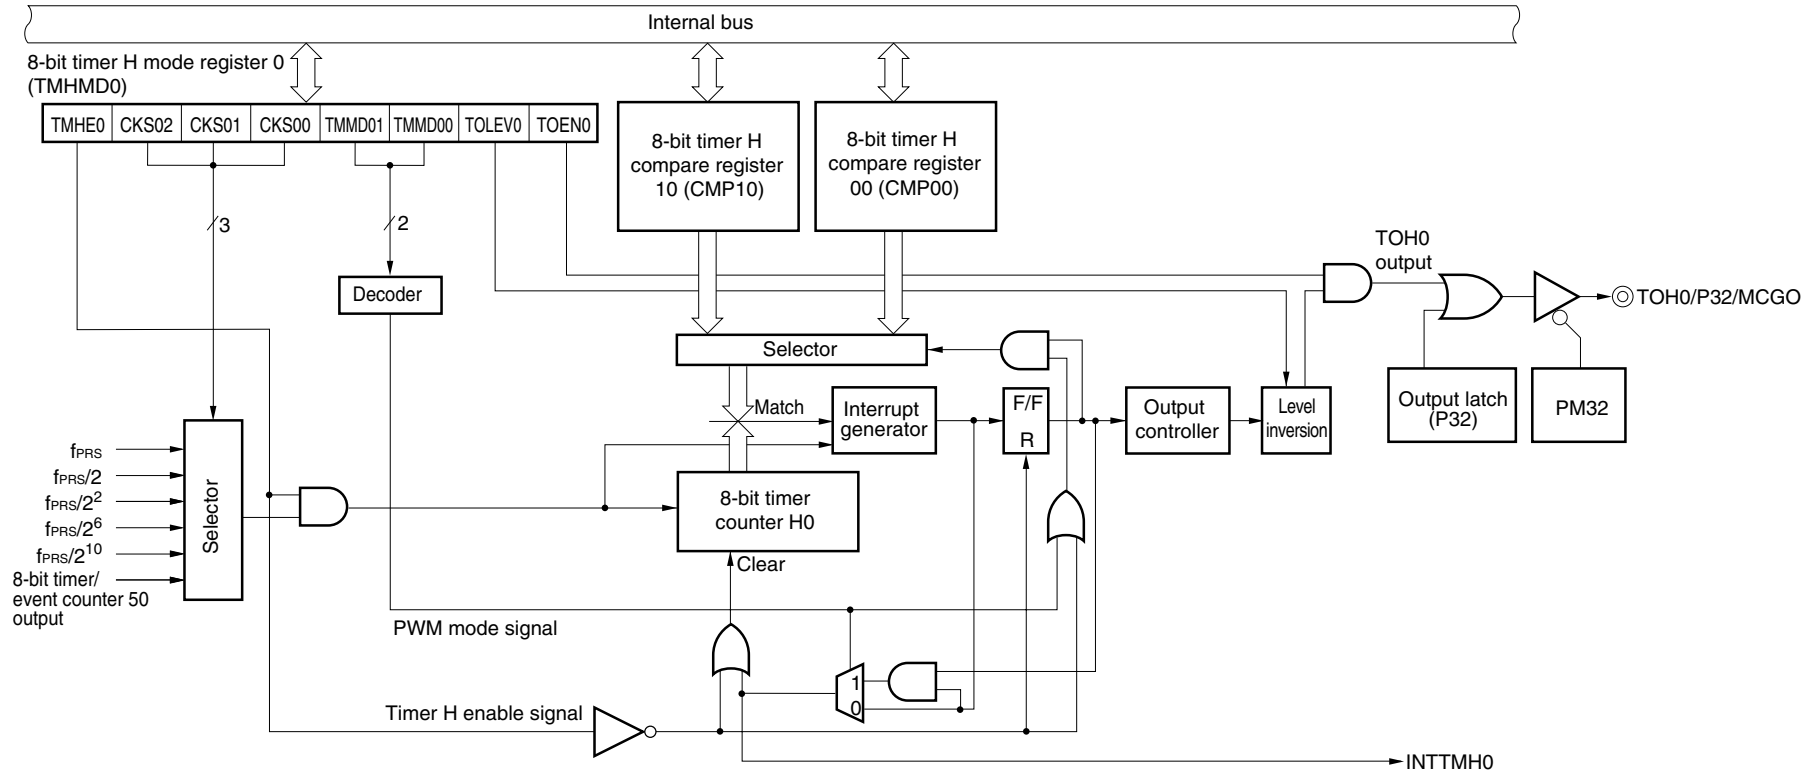 Internal bus
8-bit timer H mode register 0
(TMHMD0)
TMHE0 CKS02 CKS01 CKS00 TMMD01 TMMD00 TOLEV0 TOEN0
8-bit timer H
compare register
10 (CMP10)
8-bit timer H
compare register
00 (CMP00)
3
2
Decoder
TOH0
output
TOH0/P32/MCGO
Selector
Match
Interrupt
generator
F/F
R
Output
controller
Level
inversion
Output latch
(P32)
PM32
fPRS
fPRS/2
fPRS/2²
fPRS/2⁶
fPRS/2¹⁰
8-bit timer/
event counter 50
output
Selector
8-bit timer
counter H0
Clear
PWM mode signal
1
0
Timer H enable signal
INTTMH0